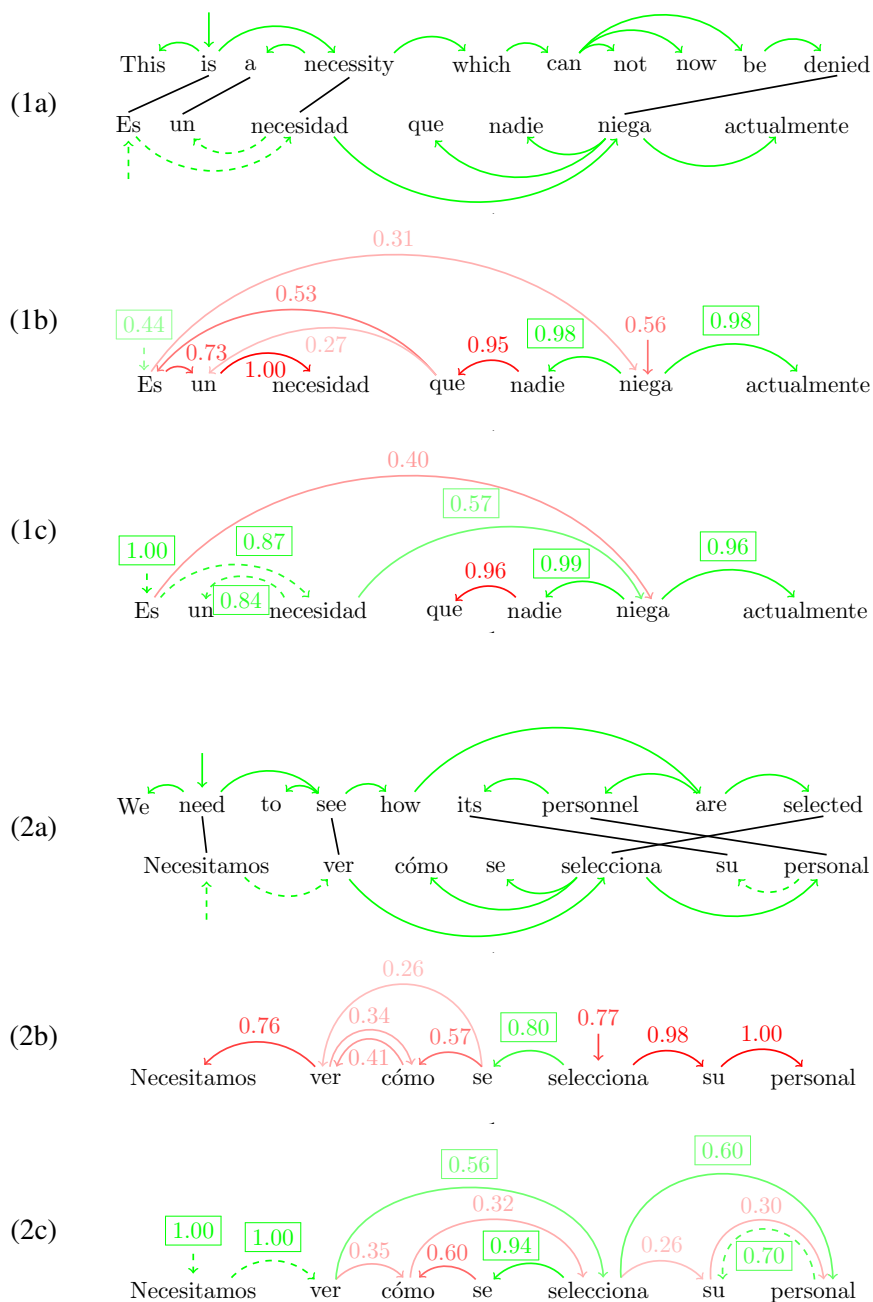 This is a necessity which can not now be denied
(1a)
Es un necesidad que nadie niega actualmente
0.31
0.53
(1b)
0.44 0.73 0.27 1.00 0.95 0.98 0.56 0.98
Es un necesidad que nadie niega actualmente
0.40
(1c)
1.00 0.87 0.84 0.57 0.96 0.99 0.96
Es un necesidad que nadie niega actualmente
We need to see how its personnel are selected
(2a)
Necesitamos ver cómo se selecciona su personal
0.26
(2b)
0.76 0.34 0.41 0.57 0.80 0.77 0.98 1.00
Necesitamos ver cómo se selecciona su personal
0.56 0.60
(2c)
1.00 1.00 0.35 0.32 0.60 0.94 0.26 0.30 0.70
Necesitamos ver cómo se selecciona su personal